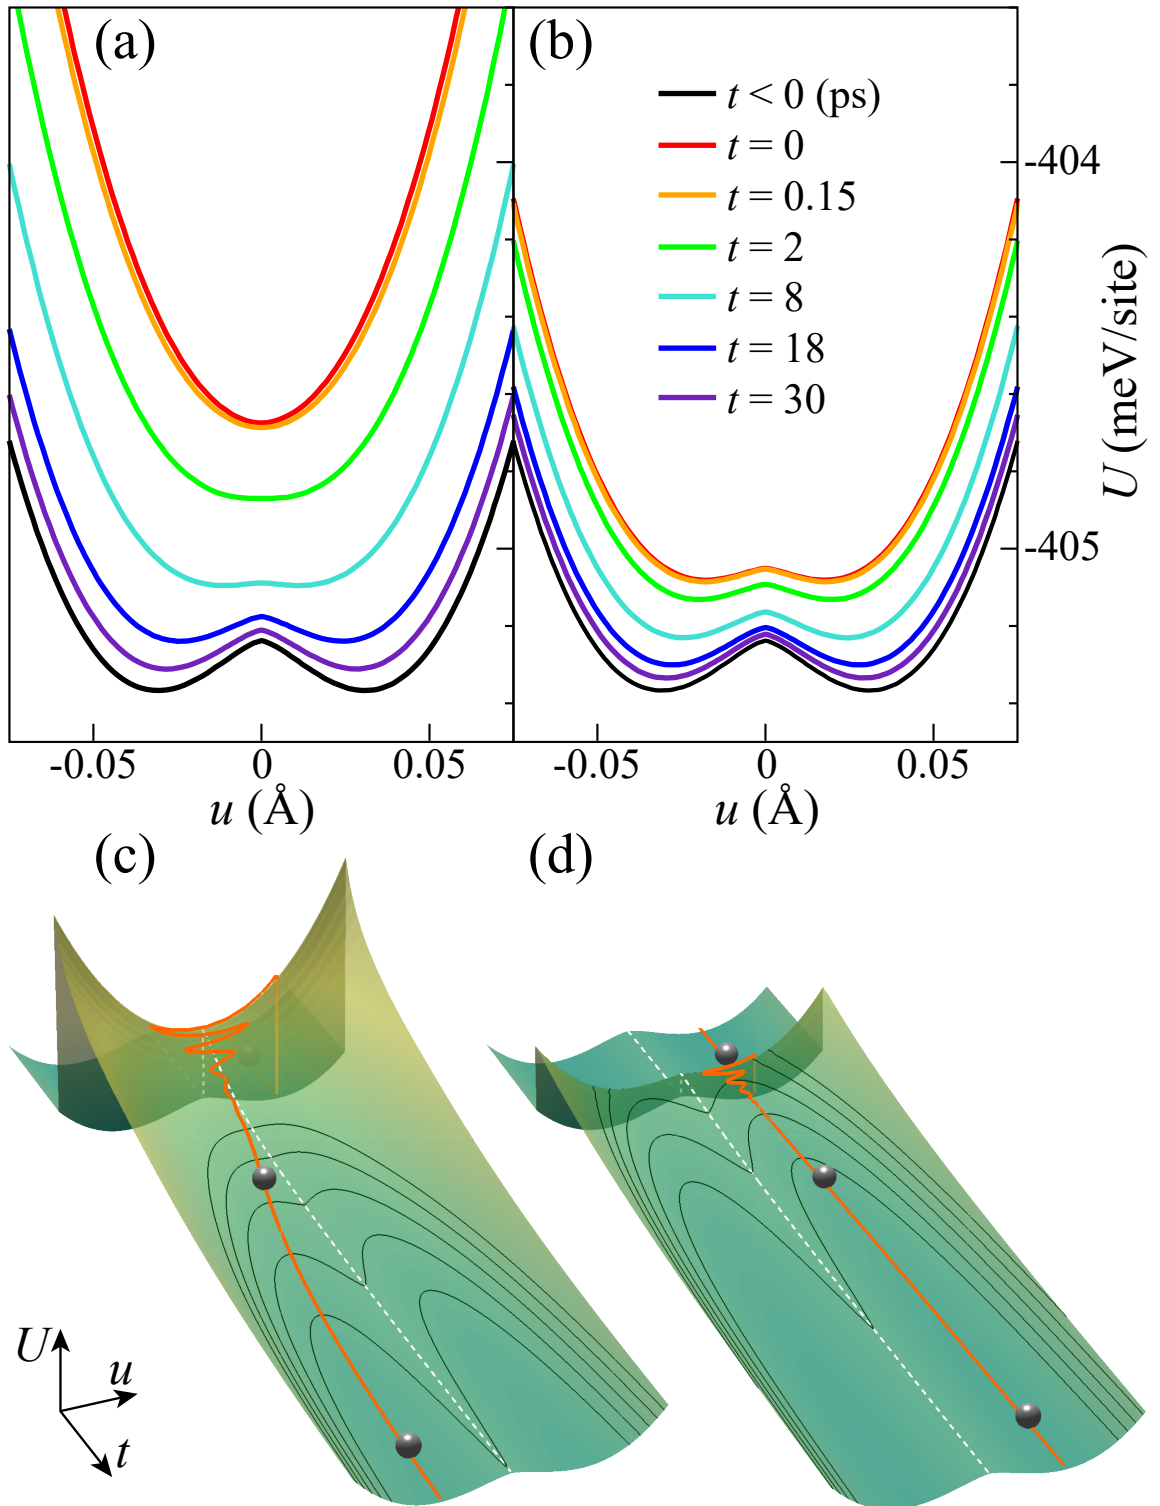 (a)
(b)
t < 0 (ps)
t = 0
t = 0.15
t = 2
t = 8
t = 18
t = 30
-404
-405
U (meV/site)
-0.05 0 0.05
-0.05 0 0.05
u (Å)
u (Å)
(c)
(d)
U
u
t